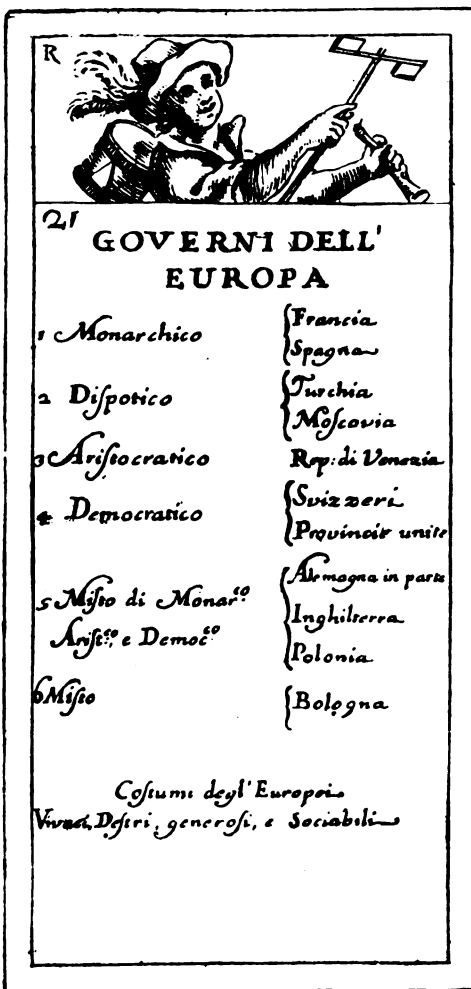 R
21
GOVERNI DELL'
EUROPA
1 Monarchico
Francia
Spagna
2 Diſpotico
Turchia
Moſcovia
3 Ariſtocratico
Rep: di Venezia
4 Democratico
Svizzeri
Provincie unite
5 Miſto di Monar.co
Ariſt.co, e Democ.co
Alemagna in parte
Inghilterra
Polonia
6 Miſto
Bologna
Coſtumi degl'Europei
Vivaci, Deſtri, generoſi, e Sociabili